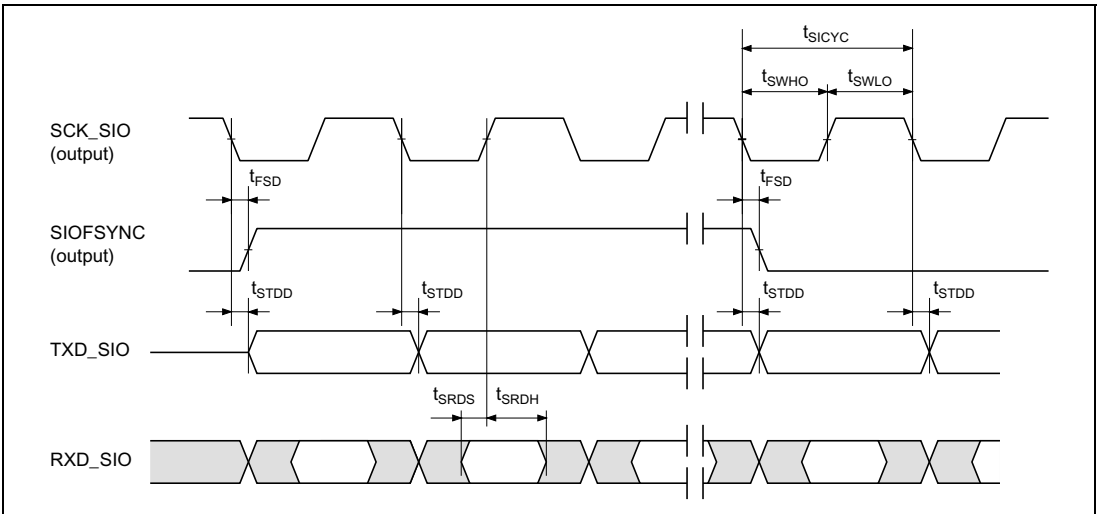 tSICYC
tSWHO tSWLO
SCK_SIO
(output)
tFSD tFSD
SIOFSYNC
(output)
tSTDD tSTDD tSTDD tSTDD
TXD_SIO
tSRDS tSRDH
RXD_SIO